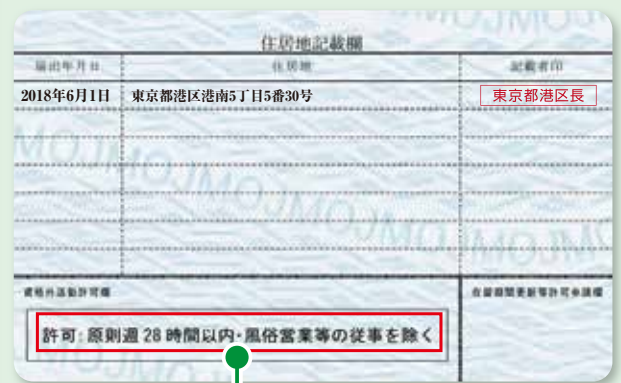 住居地記載欄
届出年月日 住居地 記載者印
2018年6月1日 東京都港区港南5丁目5番30号 東京都港区長
MOJMOJMOJMOJMOJ
資格外活動許可欄 在留期間更新等許可申請欄
許可:原則週28時間以内・風俗営業等の従事を除く